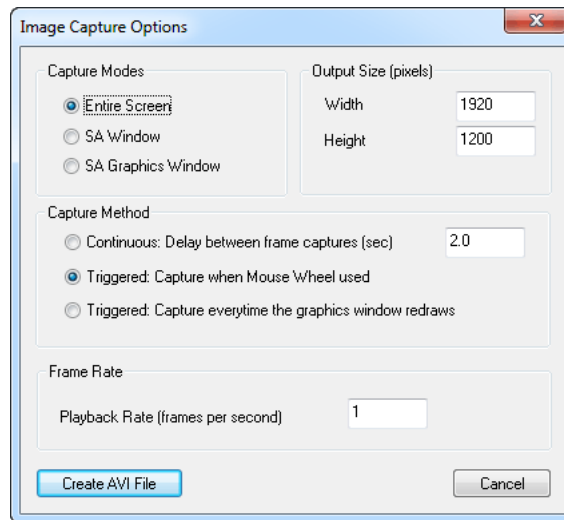 Image Capture Options
Capture Modes
Entire Screen
SA Window
SA Graphics Window
Output Size (pixels)
Width 1920
Height 1200
Capture Method
Continuous: Delay between frame captures (sec) 2.0
Triggered: Capture when Mouse Wheel used
Triggered: Capture everytime the graphics window redraws
Frame Rate
Playback Rate (frames per second) 1
Create AVI File Cancel